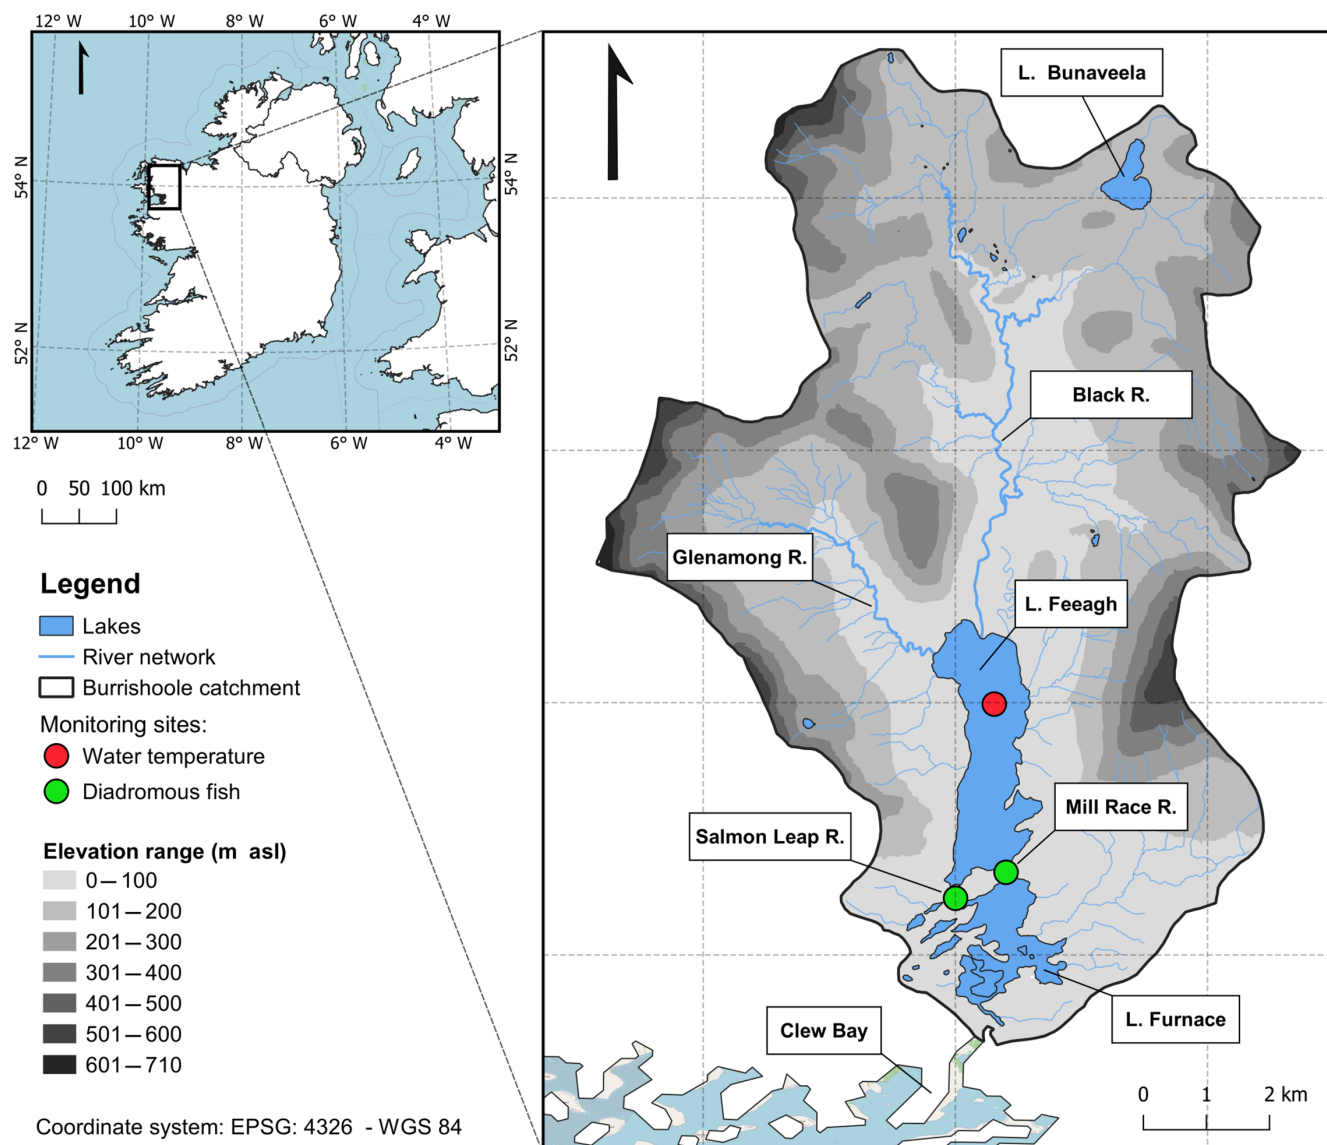 12° W 10° W 8° W 6° W 4° W
54° N
54° N
52° N
52° N
12° W 10° W 8° W 6° W 4° W
0 50 100 km
Legend
Lakes
River network
Burrishoole catchment
Monitoring sites:
Water temperature
Diadromous fish
Elevation range (m asl)
0—100
101—200
201—300
301—400
401—500
501—600
601—710
Coordinate system: EPSG: 4326 - WGS 84
L. Bunaveela
Black R.
Glenamong R.
L. Feeagh
Mill Race R.
Salmon Leap R.
L. Furnace
Clew Bay
0 1 2 km